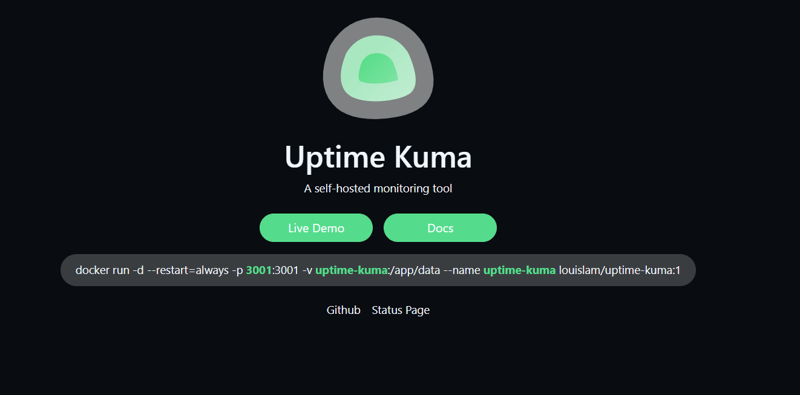 Uptime Kuma
A self-hosted monitoring tool
Live Demo Docs
docker run -d --restart=always -p 3001:3001 -v uptime-kuma:/app/data --name uptime-kuma louislam/uptime-kuma:1
Github Status Page